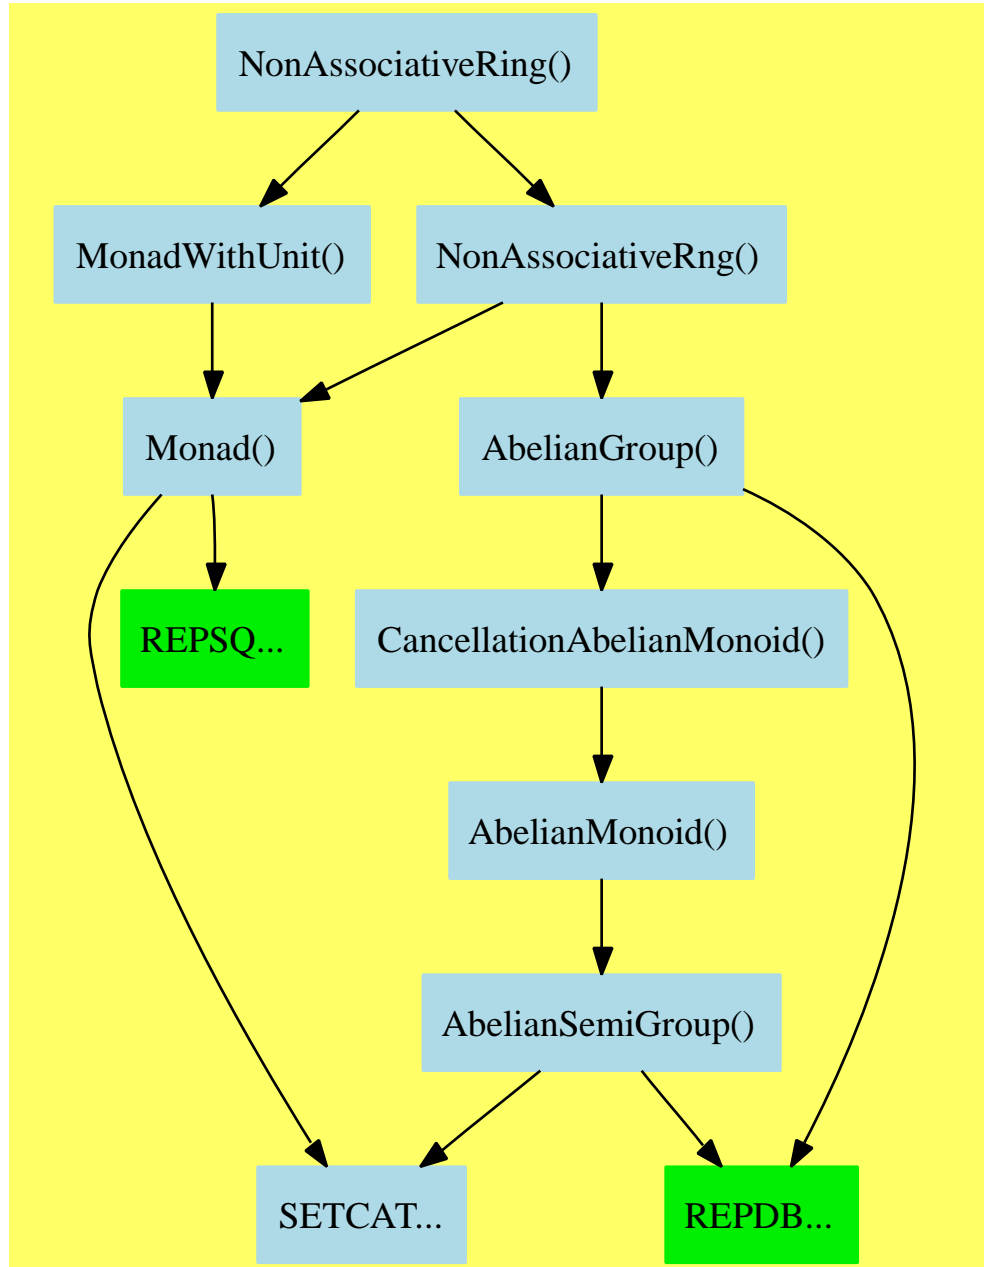 NonAssociativeRing()
MonadWithUnit()
NonAssociativeRng()
Monad()
AbelianGroup()
REPSQ...
CancellationAbelianMonoid()
AbelianMonoid()
AbelianSemiGroup()
SETCAT...
REPDB...